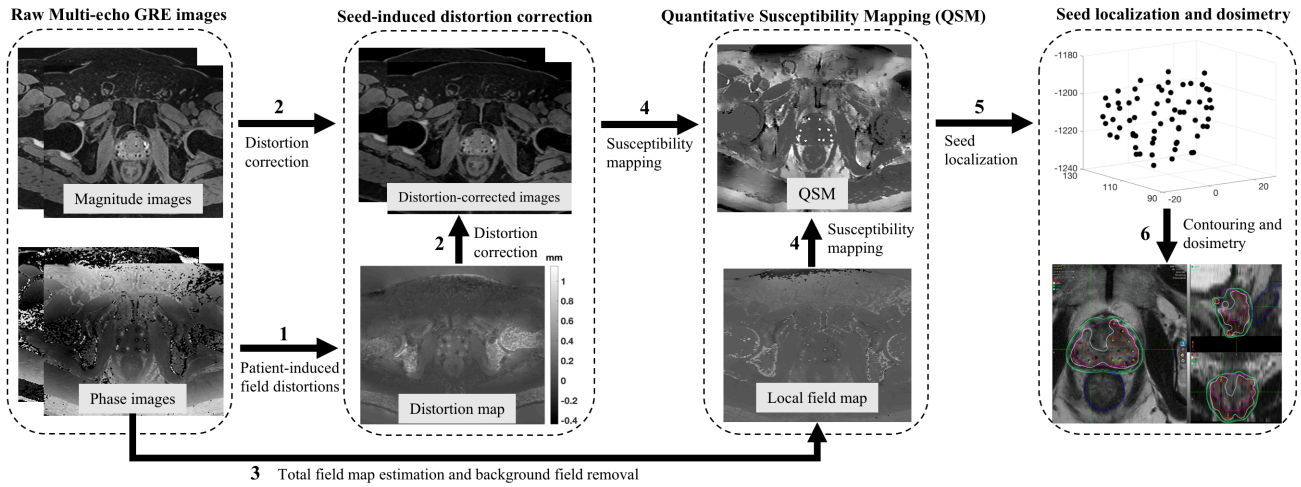 Raw Multi-echo GRE images
Seed-induced distortion correction
Quantitative Susceptibility Mapping (QSM)
Seed localization and dosimetry
Magnitude images
2
Distortion
correction
Distortion-corrected images
2
Distortion
correction
4
Susceptibility
mapping
QSM
4
Susceptibility
mapping
5
Seed
localization
-1180
-1200
-1220
-1240
130
110
90
-20
0
20
6
Contouring and
dosimetry
Phase images
1
Patient-induced
field distortions
mm
1
0.8
0.6
0.4
0.2
0
-0.2
-0.4
Distortion map
Local field map
3 Total field map estimation and background field removal